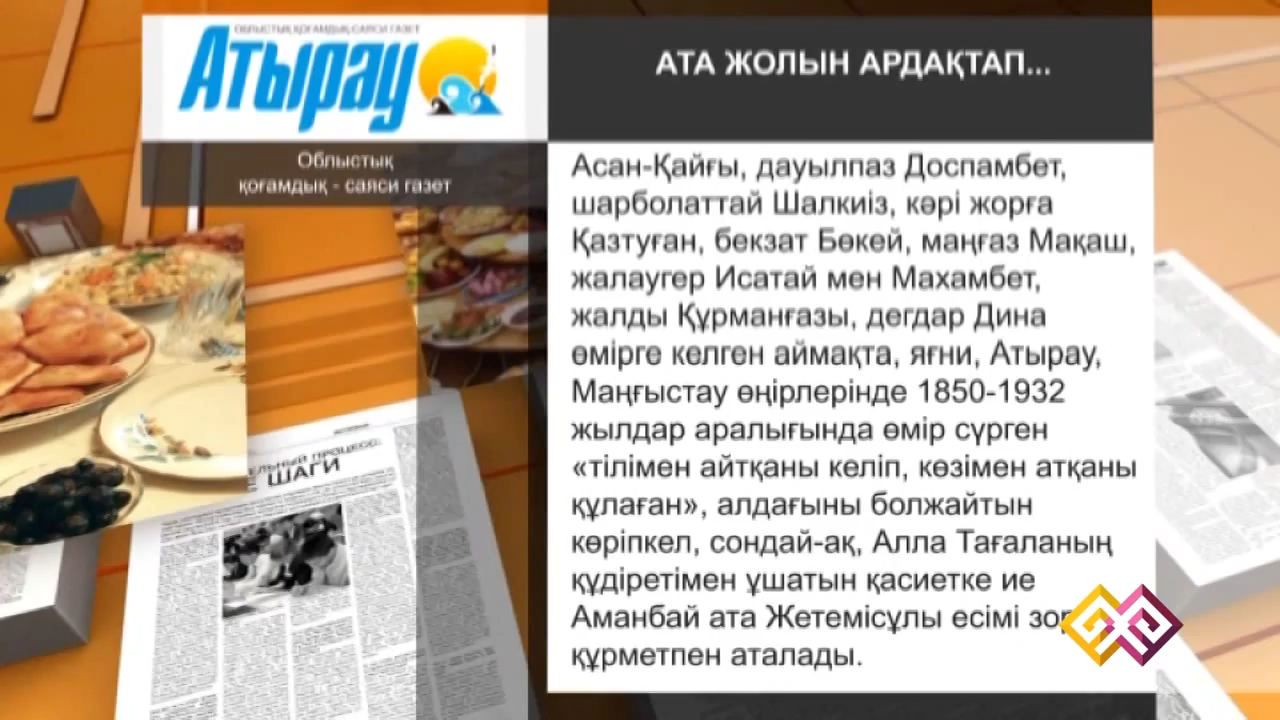 ОБЛЫСТЫҚ ҚОҒАМДЫҚ-САЯСИ ГАЗЕТ
Атырау
Облыстық
қоғамдық - саяси газет
АТА ЖОЛЫН АРДАҚТАП...
Асан-Қайғы, дауылпаз Доспамбет,
шарболаттай Шалкиіз, кәрі жорға
Қазтуған, бекзат Бөкей, маңғаз Мақаш,
жалаугер Исатай мен Махамбет,
жалды Құрманғазы, дегдар Дина
өмірге келген аймақта, яғни, Атырау,
Маңғыстау өңірлерінде 1850-1932
жылдар аралығында өмір сүрген
«тілімен айтқаны келіп, көзімен атқаны
құлаған», алдағыны болжайтын
көріпкел, сондай-ақ, Алла Тағаланың
құдіретімен ұшатын қасиетке ие
Аманбай ата Жетемісұлы есімі
құрметпен аталады.
ПРОЦЕСС:
ШАГИ